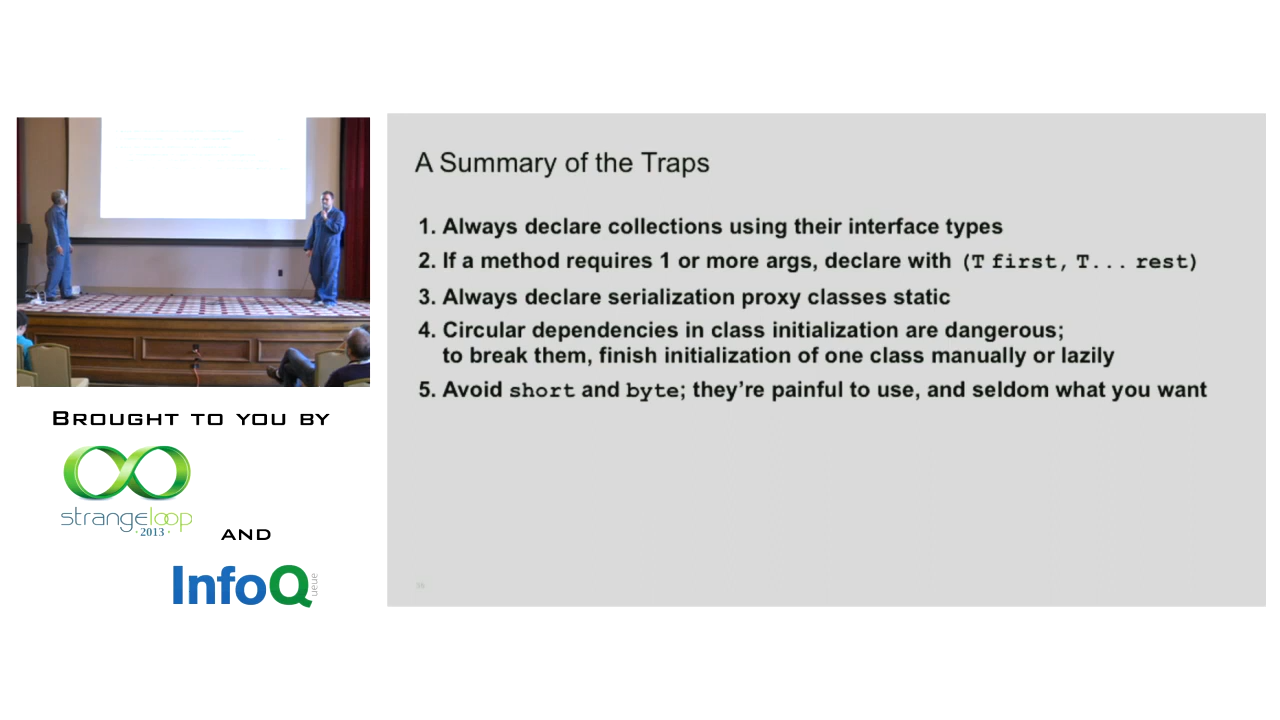 A Summary of the Traps
1. Always declare collections using their interface types
2. If a method requires 1 or more args, declare with (T first, T... rest)
3. Always declare serialization proxy classes static
4. Circular dependencies in class initialization are dangerous;
to break them, finish initialization of one class manually or lazily
5. Avoid short and byte; they're painful to use, and seldom what you want
BROUGHT TO YOU BY
strangeloop
·2013·
AND
InfoQ
ueue